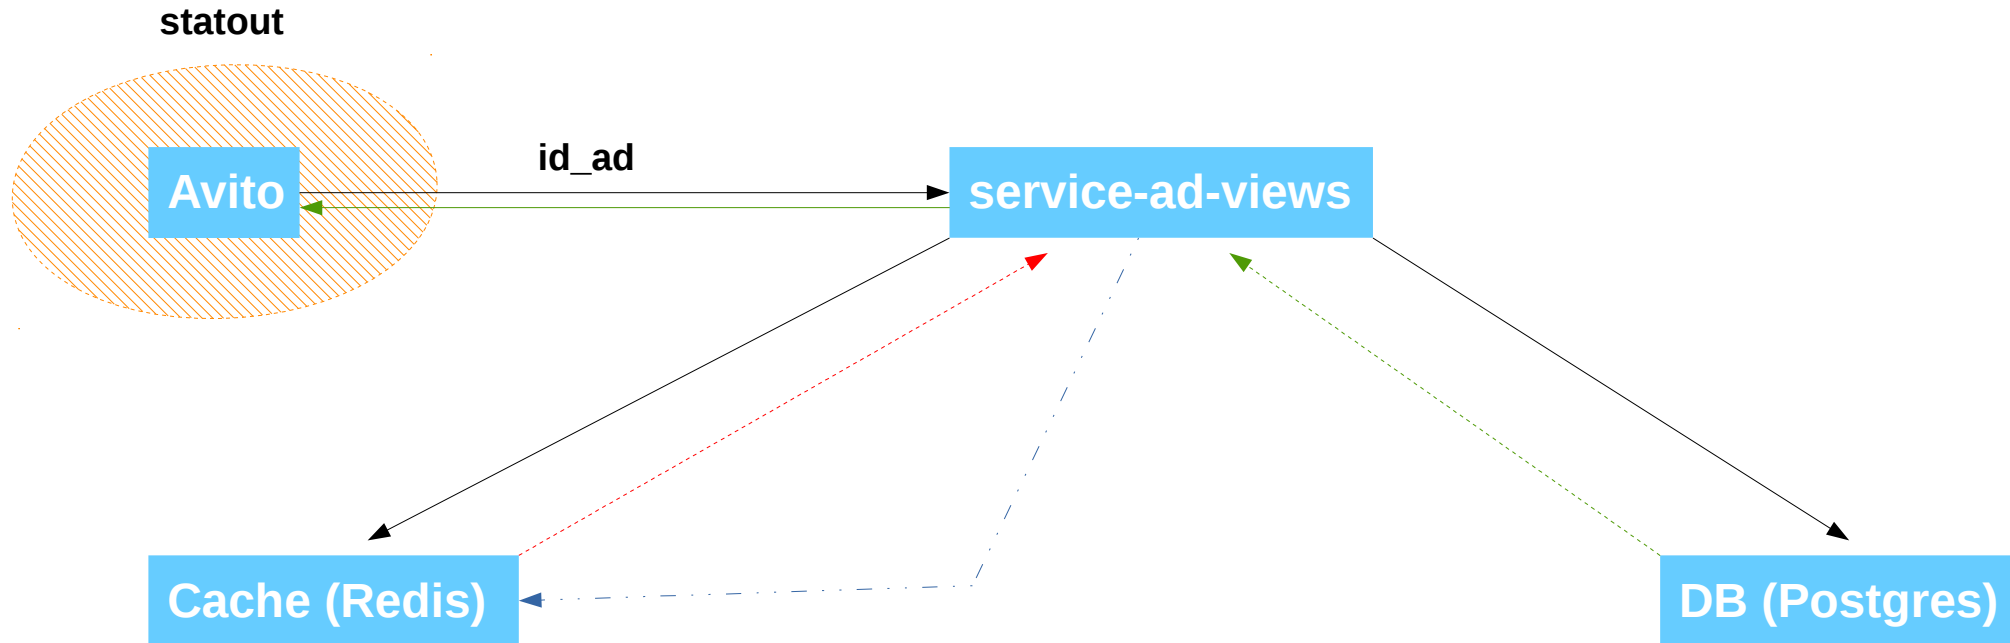 statout
id_ad
Avito
service-ad-views
Cache (Redis)
DB (Postgres)